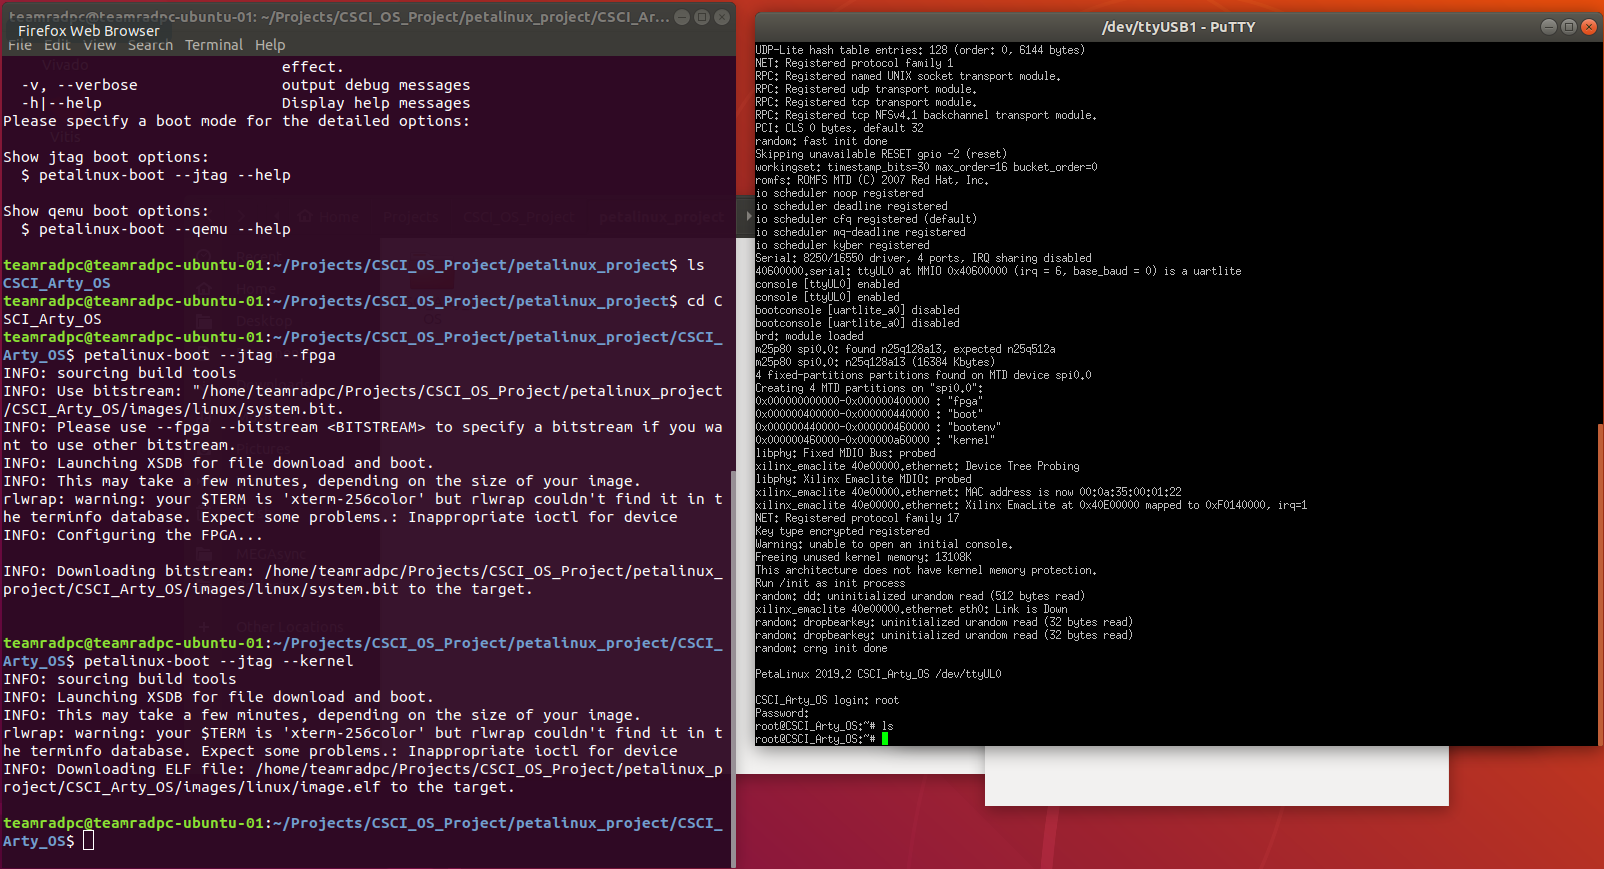 teamradpc@teamradpc-ubuntu-01: ~/Projects/CSCI_OS_Project/petalinux_project/CSCI_Ar...
Firefox Web Browser
File Edit View Search Terminal Help
effect.
-v, --verbose output debug messages
-h|--help Display help messages
Please specify a boot mode for the detailed options:
Show jtag boot options:
$ petalinux-boot --jtag --help
Show qemu boot options:
$ petalinux-boot --qemu --help
teamradpc@teamradpc-ubuntu-01:~/Projects/CSCI_OS_Project/petalinux_project$ ls
CSCI_Arty_OS
teamradpc@teamradpc-ubuntu-01:~/Projects/CSCI_OS_Project/petalinux_project$ cd C
SCI_Arty_OS
teamradpc@teamradpc-ubuntu-01:~/Projects/CSCI_OS_Project/petalinux_project/CSCI_
Arty_OS$ petalinux-boot --jtag --fpga
INFO: sourcing build tools
INFO: Use bitstream: "/home/teamradpc/Projects/CSCI_OS_Project/petalinux_project
/CSCI_Arty_OS/images/linux/system.bit.
INFO: Please use --fpga --bitstream <BITSTREAM> to specify a bitstream if you wa
nt to use other bitstream.
INFO: Launching XSDB for file download and boot.
INFO: This may take a few minutes, depending on the size of your image.
rlwrap: warning: your $TERM is 'xterm-256color' but rlwrap couldn't find it in t
he terminfo database. Expect some problems.: Inappropriate ioctl for device
INFO: Configuring the FPGA...
INFO: Downloading bitstream: /home/teamradpc/Projects/CSCI_OS_Project/petalinux_
project/CSCI_Arty_OS/images/linux/system.bit to the target.
teamradpc@teamradpc-ubuntu-01:~/Projects/CSCI_OS_Project/petalinux_project/CSCI_
Arty_OS$ petalinux-boot --jtag --kernel
INFO: sourcing build tools
INFO: Launching XSDB for file download and boot.
INFO: This may take a few minutes, depending on the size of your image.
rlwrap: warning: your $TERM is 'xterm-256color' but rlwrap couldn't find it in t
he terminfo database. Expect some problems.: Inappropriate ioctl for device
INFO: Downloading ELF file: /home/teamradpc/Projects/CSCI_OS_Project/petalinux_p
roject/CSCI_Arty_OS/images/linux/image.elf to the target.
teamradpc@teamradpc-ubuntu-01:~/Projects/CSCI_OS_Project/petalinux_project/CSCI_
Arty_OS$
/dev/ttyUSB1 - PuTTY
UDP-Lite hash table entries: 128 (order: 0, 6144 bytes)
NET: Registered protocol family 1
RPC: Registered named UNIX socket transport module.
RPC: Registered udp transport module.
RPC: Registered tcp transport module.
RPC: Registered tcp NFSv4.1 backchannel transport module.
PCI: CLS 0 bytes, default 32
random: fast init done
Skipping unavailable RESET gpio -2 (reset)
workingset: timestamp_bits=30 max_order=16 bucket_order=0
romfs: ROMFS MTD (C) 2007 Red Hat, Inc.
io scheduler noop registered
io scheduler deadline registered
io scheduler cfq registered (default)
io scheduler mq-deadline registered
io scheduler kyber registered
Serial: 8250/16550 driver, 4 ports, IRQ sharing disabled
40600000.serial: ttyUL0 at MMIO 0x40600000 (irq = 6, base_baud = 0) is a uartlite
console [ttyUL0] enabled
console [ttyUL0] enabled
bootconsole [uartlite_a0] disabled
bootconsole [uartlite_a0] disabled
brd: module loaded
m25p80 spi0.0: found n25q128a13, expected n25q512a
m25p80 spi0.0: n25q128a13 (16384 Kbytes)
4 fixed-partitions partitions found on MTD device spi0.0
Creating 4 MTD partitions on "spi0.0":
0x000000000000-0x000000400000 : "fpga"
0x000000400000-0x000000440000 : "boot"
0x000000440000-0x000000460000 : "bootenv"
0x000000460000-0x000000a60000 : "kernel"
libphy: Fixed MDIO Bus: probed
xilinx_emaclite 40e00000.ethernet: Device Tree Probing
libphy: Xilinx Emaclite MDIO: probed
xilinx_emaclite 40e00000.ethernet: MAC address is now 00:0a:35:00:01:22
xilinx_emaclite 40e00000.ethernet: Xilinx EmacLite at 0x40E00000 mapped to 0xF0140000, irq=1
NET: Registered protocol family 17
Key type encrypted registered
Warning: unable to open an initial console.
Freeing unused kernel memory: 13108K
This architecture does not have kernel memory protection.
Run /init as init process
random: dd: uninitialized urandom read (512 bytes read)
xilinx_emaclite 40e00000.ethernet eth0: Link is Down
random: dropbearkey: uninitialized urandom read (32 bytes read)
random: dropbearkey: uninitialized urandom read (32 bytes read)
random: crng init done
PetaLinux 2019.2 CSCI_Arty_OS /dev/ttyUL0
CSCI_Arty_OS login: root
Password:
root@CSCI_Arty_OS:~# ls
root@CSCI_Arty_OS:~#